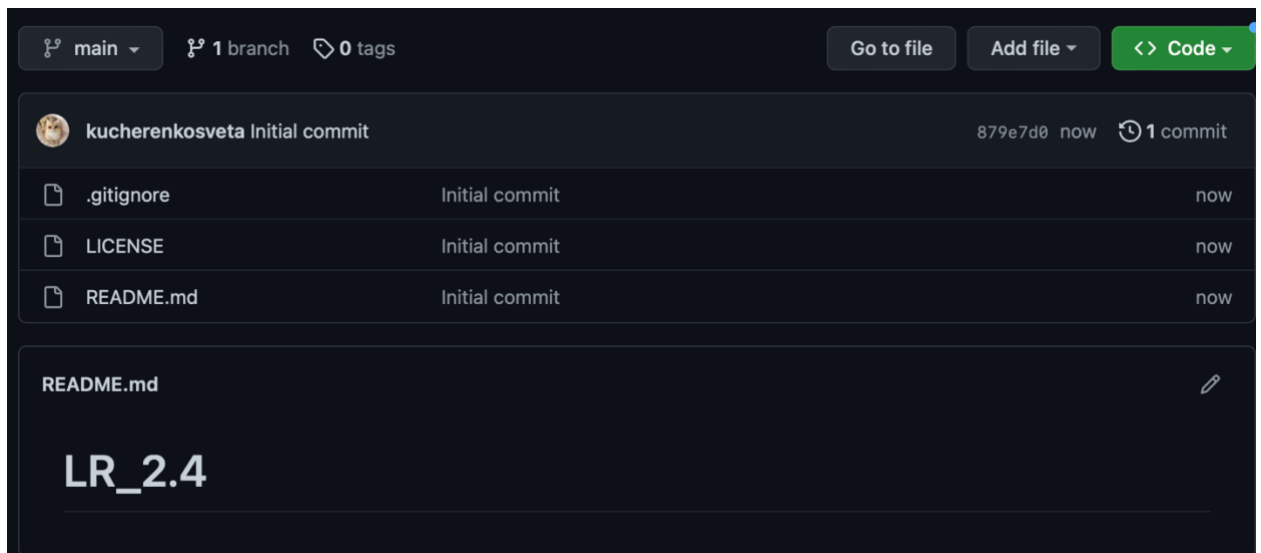 main 1 branch 0 tags Go to file Add file <> Code
kucherenkosveta Initial commit 879e7d0 now 1 commit
.gitignore Initial commit now
LICENSE Initial commit now
README.md Initial commit now
README.md
LR_2.4